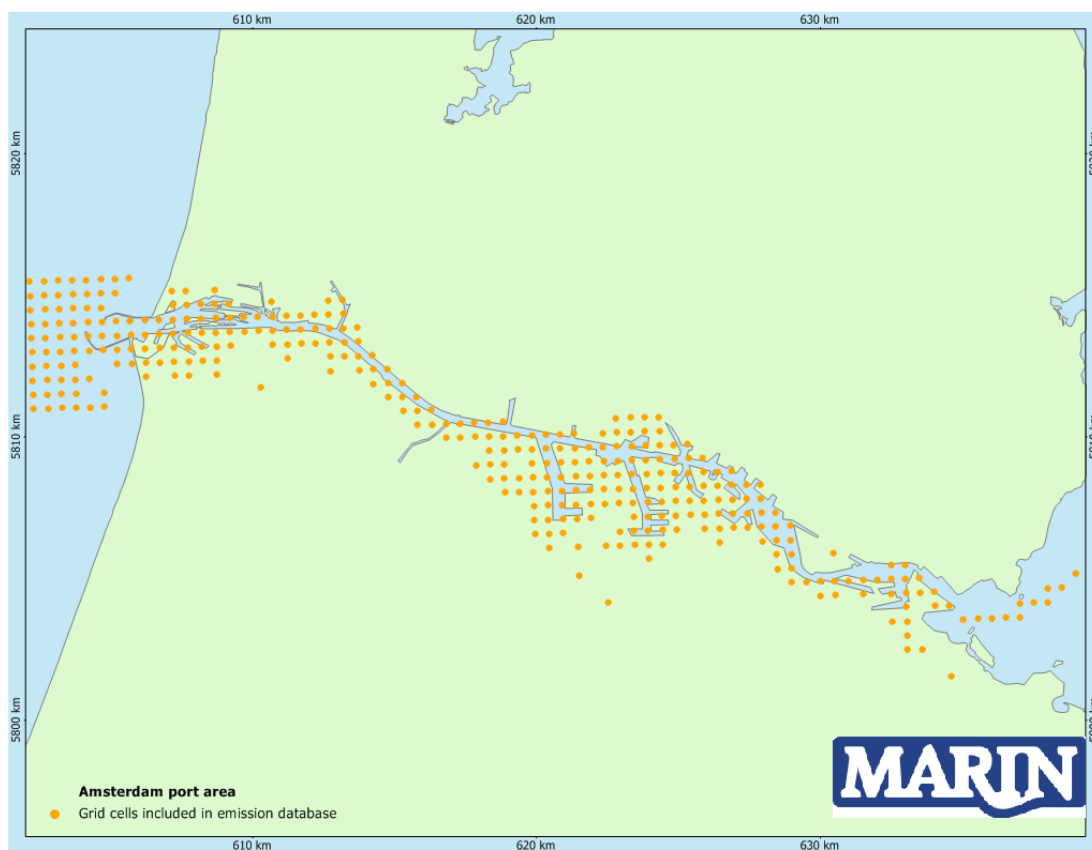 610 km
620 km
630 km
5820 km
5810 km
5800 km
MARIN
Amsterdam port area
Grid cells included in emission database
610 km
620 km
630 km